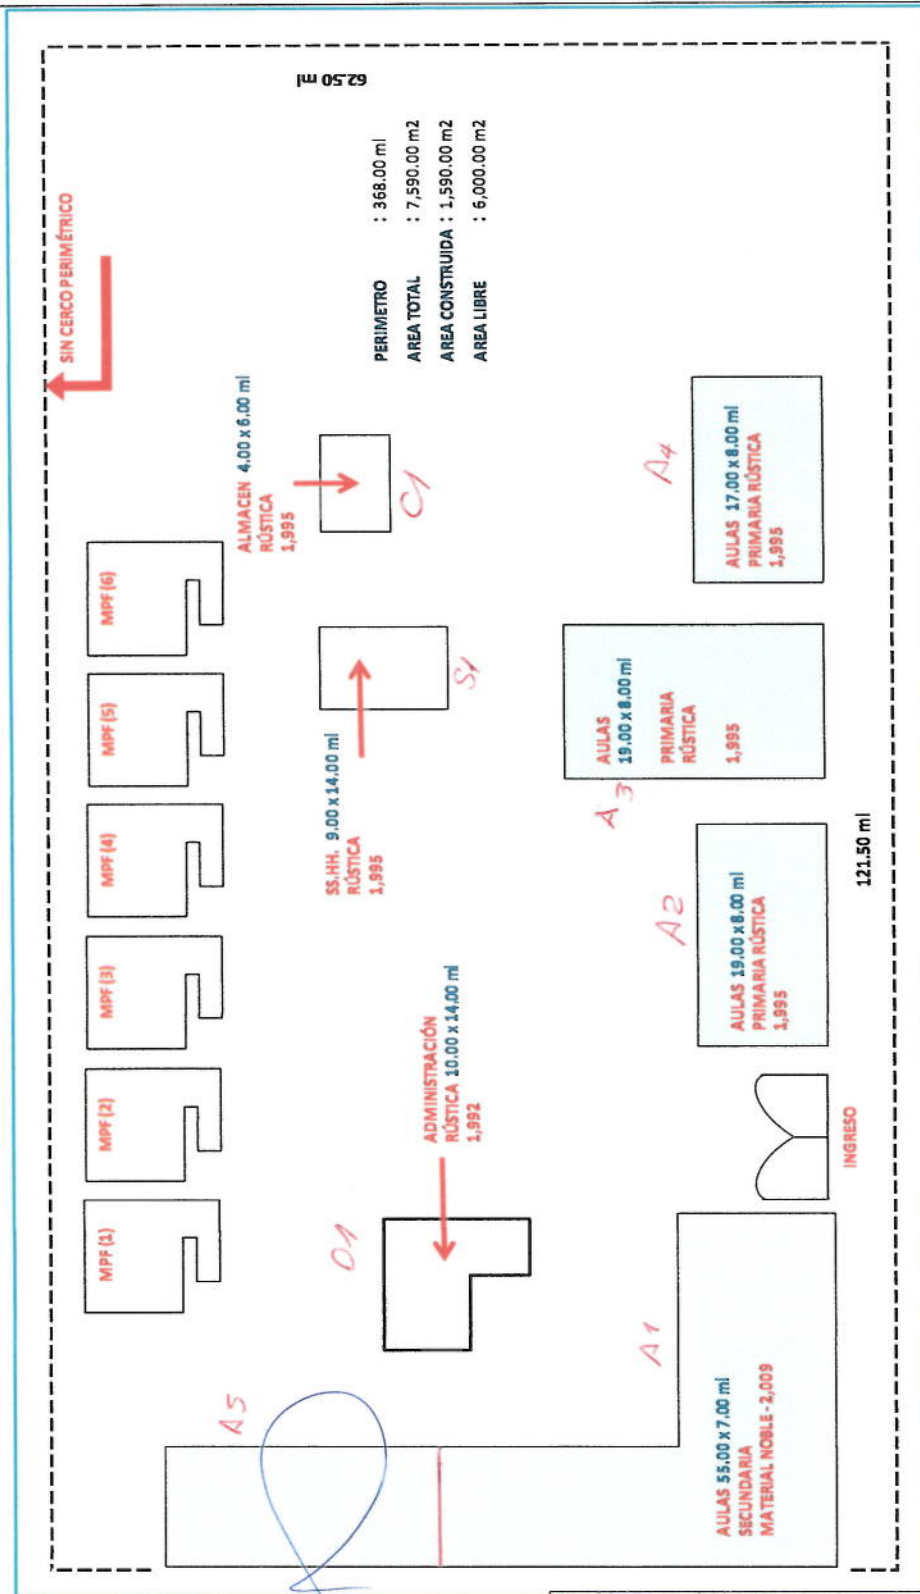 SIN CERCO PERIMÉTRICO
62.50 ml
MPF (1)
MPF (2)
MPF (3)
MPF (4)
MPF (5)
MPF (6)
ALMACEN 4.00 x 6.00 ml
RÚSTICA
1,995
C1
SS.HH. 9.00 x 14.00 ml
RÚSTICA
1,995
S1
PERIMETRO : 368.00 ml
AREA TOTAL : 7,590.00 m2
AREA CONSTRUIDA : 1,590.00 m2
AREA LIBRE : 6,000.00 m2
ADMINISTRACIÓN
RÚSTICA 10.00 x 14.00 ml
1,992
D1
A5
A1
AULAS 55.00 x 7.00 ml
SECUNDARIA
MATERIAL NOBLE - 2,009
INGRESO
A2
AULAS 19.00 x 8.00 ml
PRIMARIA RÚSTICA
1,995
A3
AULAS
19.00 x 8.00 ml
PRIMARIA
RÚSTICA
1,995
A4
AULAS 17.00 x 8.00 ml
PRIMARIA RÚSTICA
1,995
121.50 ml